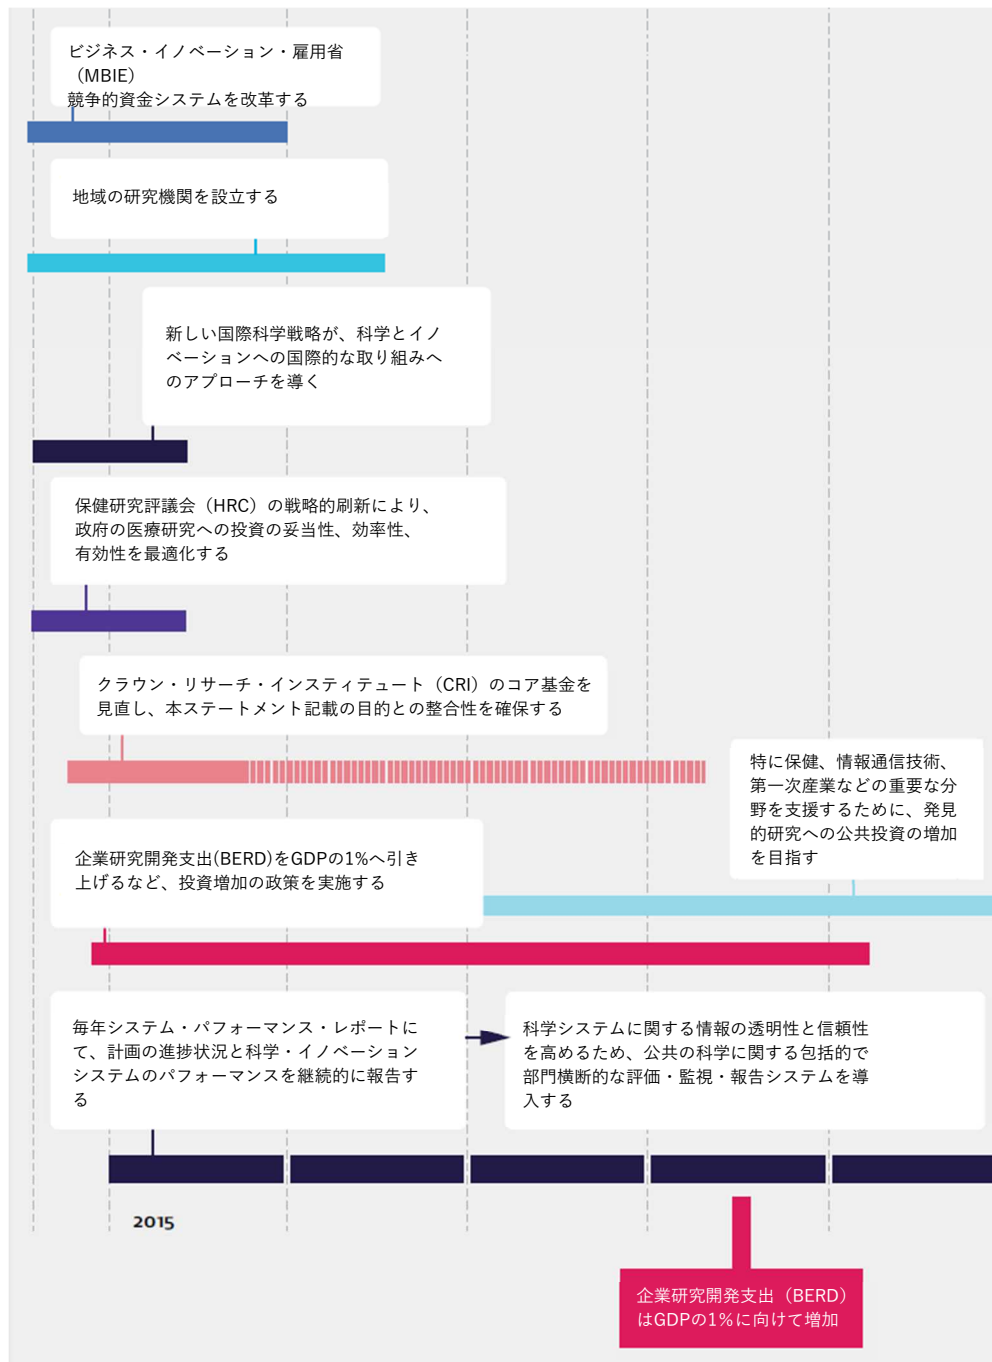 ビジネス・イノベーション・雇用省
（MBIE）
競争的資金システムを改革する
地域の研究機関を設立する
新しい国際科学戦略が、科学とイノ
ベーションへの国際的な取り組みへ
のアプローチを導く
保健研究評議会（HRC）の戦略的刷新により、
政府の医療研究への投資の妥当性、効率性、
有効性を最適化する
クラウン・リサーチ・インスティテュート（CRI）のコア基金を
見直し、本ステートメント記載の目的との整合性を確保する
特に保健、情報通信技術、
第一次産業などの重要な分
野を支援するために、発見
的研究への公共投資の増加
を目指す
企業研究開発支出(BERD)をGDPの1%へ引き
上げるなど、投資増加の政策を実施する
毎年システム・パフォーマンス・レポートに
て、計画の進捗状況と科学・イノベーション
システムのパフォーマンスを継続的に報告す
る
科学システムに関する情報の透明性と信頼性
を高めるため、公共の科学に関する包括的で
部門横断的な評価・監視・報告システムを導
入する
2015
企業研究開発支出（BERD）
はGDPの1%に向けて増加